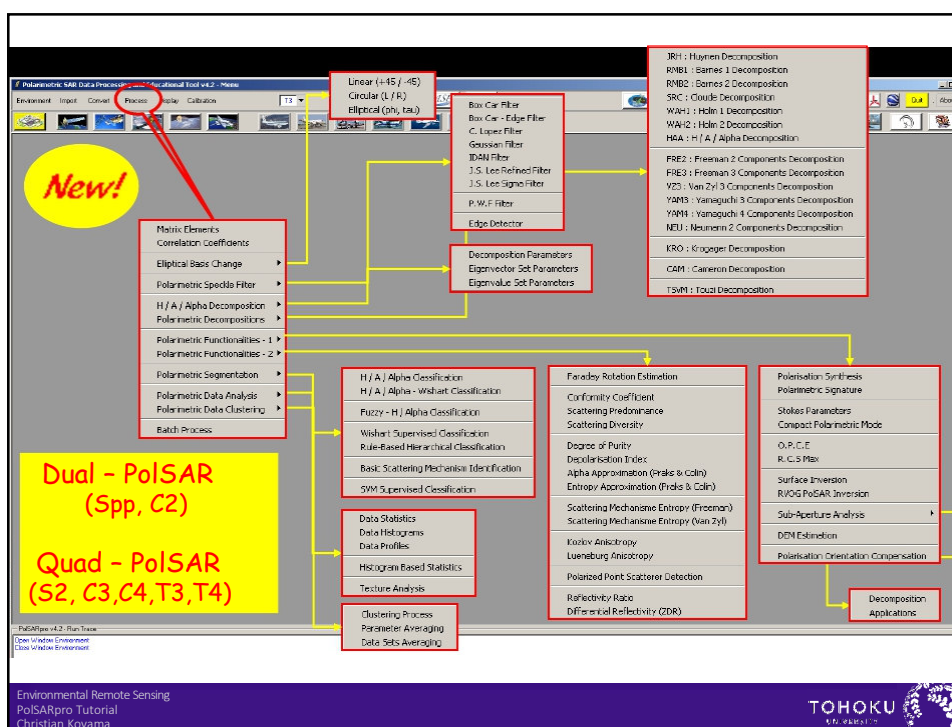 Polarimetric SAR Data Processing and Educational Tool v4.2 - Menu
Environment Import Convert Process Display Calibration
T3
Quit
New!
Linear (+45 / -45)
Circular (L / R)
Elliptical (phi, tau)
Box Car Filter
Box Car - Edge Filter
C. Lopez Filter
Gaussian Filter
IDAN Filter
J.S. Lee Refined Filter
J.S. Lee Sigma Filter
P.W.F Filter
Edge Detector
JRH : Huynen Decomposition
RMB1 : Barnes 1 Decomposition
RMB2 : Barnes 2 Decomposition
SRC : Cloude Decomposition
WAH1 : Holm 1 Decomposition
WAH2 : Holm 2 Decomposition
HAA : H / A / Alpha Decomposition
FRE2 : Freeman 2 Components Decomposition
FRE3 : Freeman 3 Components Decomposition
VZ3 : Van Zyl 3 Components Decomposition
YAM3 : Yamaguchi 3 Components Decomposition
YAM4 : Yamaguchi 4 Components Decomposition
NEU : Neumann 2 Components Decomposition
KRO : Krogager Decomposition
CAM : Cameron Decomposition
TSVM : Touzi Decomposition
Matrix Elements
Correlation Coefficients
Elliptical Basis Change
Polarimetric Speckle Filter
H / A / Alpha Decomposition
Polarimetric Decompositions
Polarimetric Functionalities - 1
Polarimetric Functionalities - 2
Polarimetric Segmentation
Polarimetric Data Analysis
Polarimetric Data Clustering
Batch Process
Decomposition Parameters
Eigenvector Set Parameters
Eigenvalue Set Parameters
H / A / Alpha Classification
H / A / Alpha - Wishart Classification
Fuzzy - H / Alpha Classification
Wishart Supervised Classification
Rule-Based Hierarchical Classification
Basic Scattering Mechanism Identification
SVM Supervised Classification
Data Statistics
Data Histograms
Data Profiles
Histogram Based Statistics
Texture Analysis
Clustering Process
Parameter Averaging
Data Sets Averaging
Faraday Rotation Estimation
Conformity Coefficient
Scattering Predominance
Scattering Diversity
Degree of Purity
Depolarisation Index
Alpha Approximation (Praks & Colin)
Entropy Approximation (Praks & Colin)
Scattering Mechanisme Entropy (Freeman)
Scattering Mechanisme Entropy (Van Zyl)
Kozlov Anisotropy
Lueneburg Anisotropy
Polarized Point Scatterer Detection
Reflectivity Ratio
Differential Reflectivity (ZDR)
Polarisation Synthesis
Polarimetric Signature
Stokes Parameters
Compact Polarimetric Mode
O.P.C.E
R.C.S Max
Surface Inversion
RVOG PolSAR Inversion
Sub-Aperture Analysis
DEM Estimation
Polarisation Orientation Compensation
Decomposition
Applications
Dual – PolSAR
(Spp, C2)
Quad – PolSAR
(S2, C3,C4,T3,T4)
PolSARpro v4.2 - Run Trace
Open Window Environment
Close Window Environment
Environmental Remote Sensing
PolSARpro Tutorial
Christian Koyama
TOHOKU
UNIVERSITY